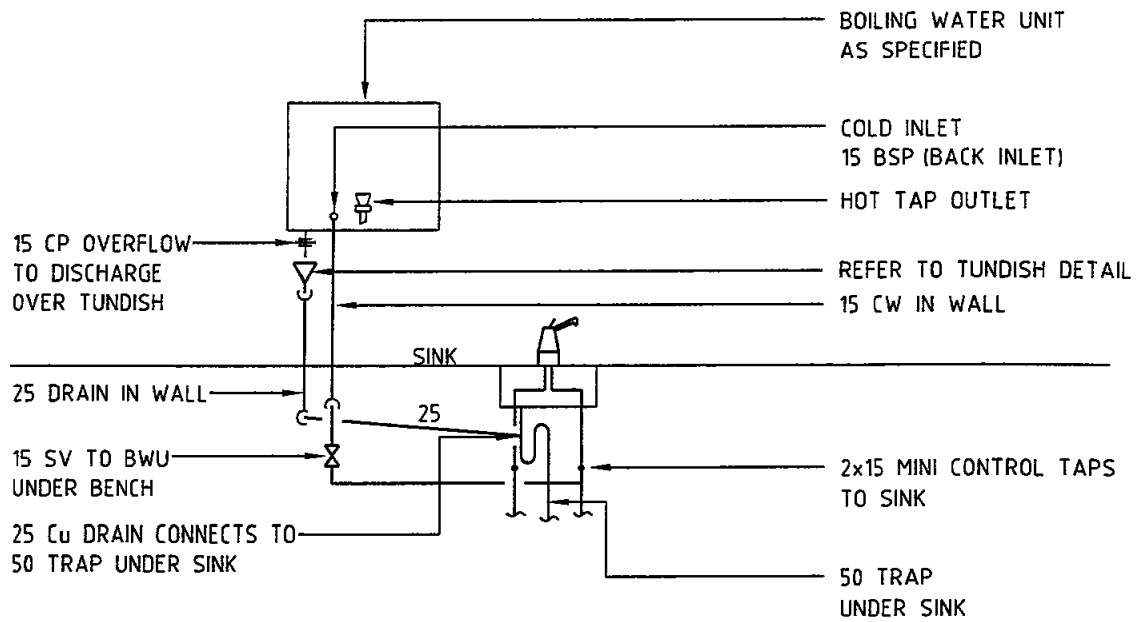 BOILING WATER UNIT
AS SPECIFIED
COLD INLET
15 BSP (BACK INLET)
HOT TAP OUTLET
15 CP OVERFLOW
TO DISCHARGE
OVER TUNDISH
REFER TO TUNDISH DETAIL
15 CW IN WALL
SINK
25 DRAIN IN WALL
25
15 SV TO BWU
UNDER BENCH
2x15 MINI CONTROL TAPS
TO SINK
25 Cu DRAIN CONNECTS TO
50 TRAP UNDER SINK
50 TRAP
UNDER SINK